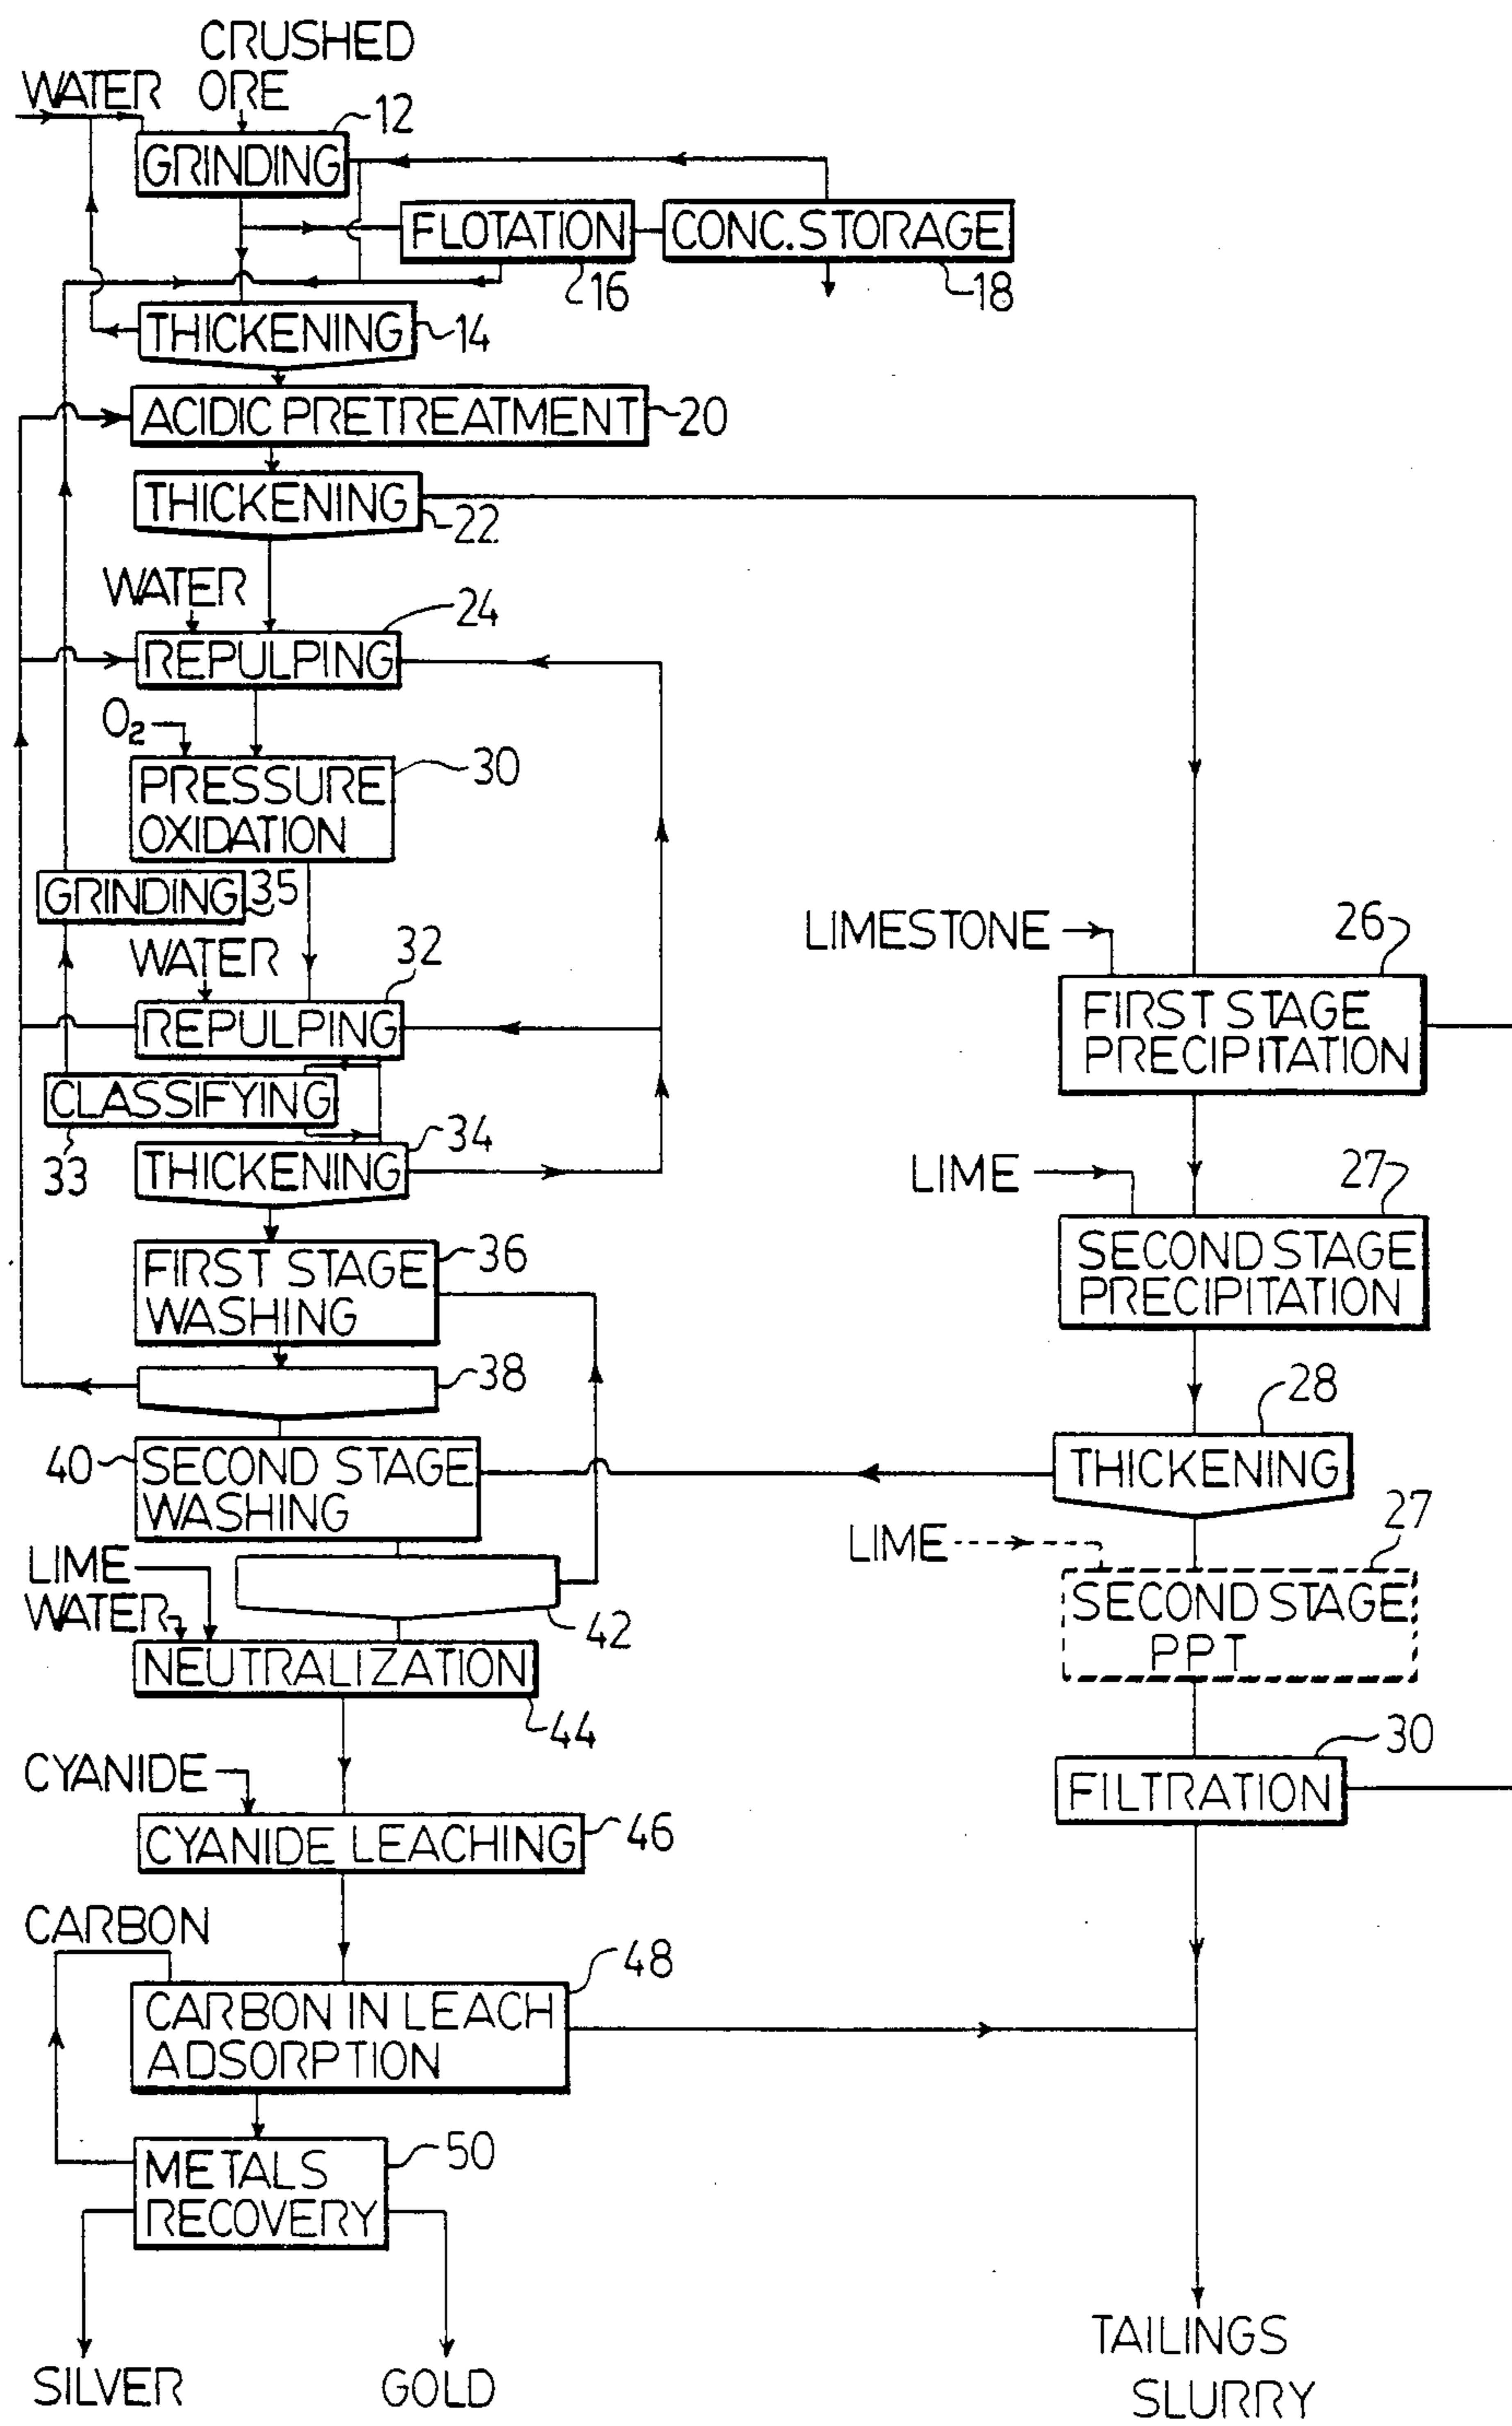 CRUSHED
WATER ORE
12
GRINDING
FLOTATION
CONC. STORAGE
16
18
THICKENING
14
ACIDIC PRETREATMENT
20
THICKENING
22
WATER
24
REPULPING
O₂
30
PRESSURE
OXIDATION
GRINDING
35
LIMESTONE
26
WATER
32
REPULPING
FIRST STAGE
PRECIPITATION
CLASSIFYING
33
34
THICKENING
LIME
27
FIRST STAGE
WASHING
36
SECOND STAGE
PRECIPITATION
38
28
40
SECOND STAGE
WASHING
THICKENING
LIME
27
LIME
WATER
42
SECOND STAGE
PPT
NEUTRALIZATION
44
30
CYANIDE
FILTRATION
CYANIDE LEACHING
46
CARBON
48
CARBON IN LEACH
ADSORPTION
50
METALS
RECOVERY
SILVER
GOLD
TAILINGS
SLURRY